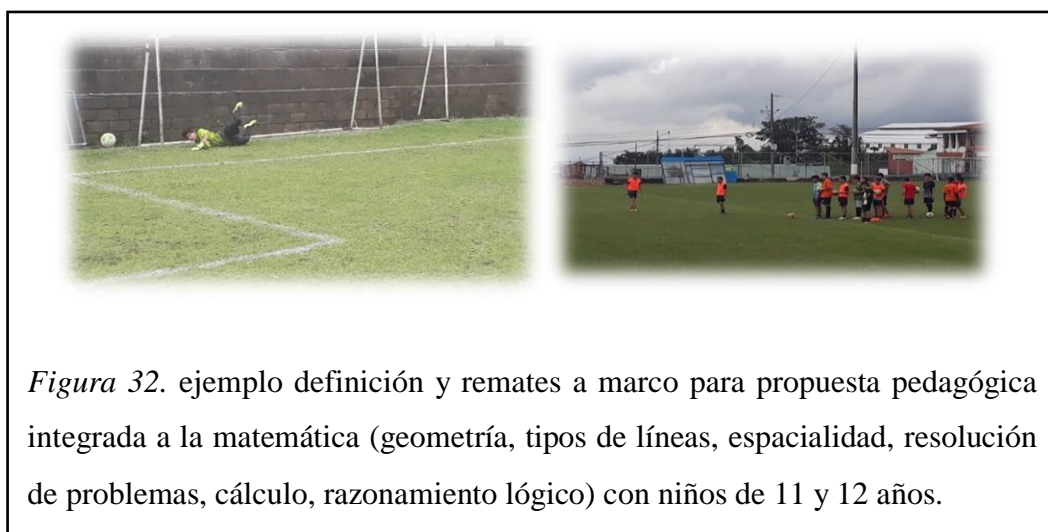 Figura 32. ejemplo definición y remates a marco para propuesta pedagógica
integrada a la matemática (geometría, tipos de líneas, espacialidad, resolución
de problemas, cálculo, razonamiento lógico) con niños de 11 y 12 años.